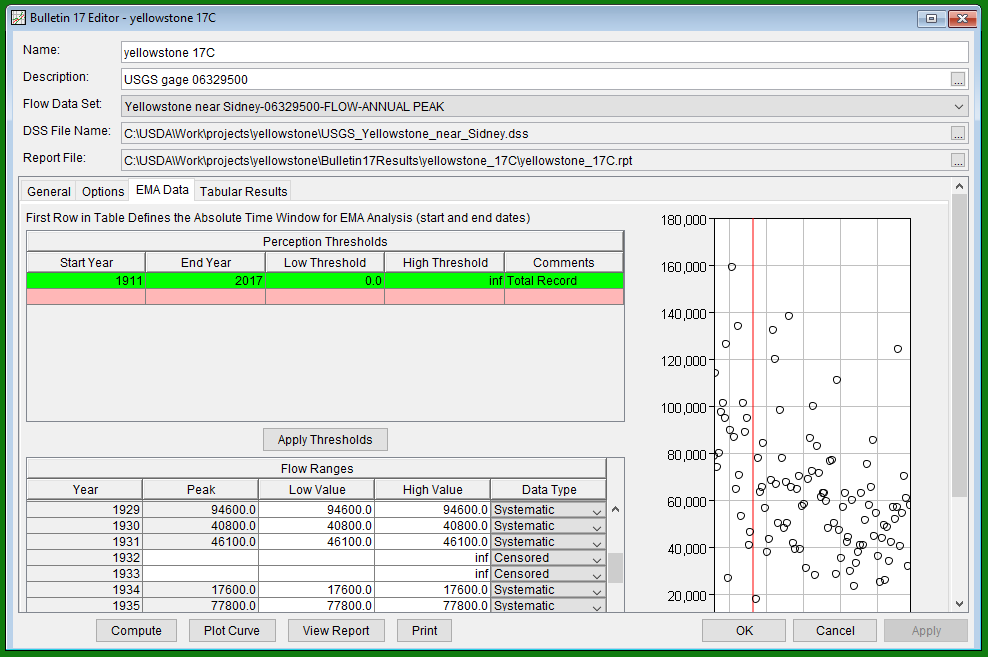 Bulletin 17 Editor - yellowstone 17C
Name: yellowstone 17C
Description: USGS gage 06329500 ...
Flow Data Set: Yellowstone near Sidney-06329500-FLOW-ANNUAL PEAK
DSS File Name: C:\USDA\Work\projects\yellowstone\USGS_Yellowstone_near_Sidney.dss ...
Report File: C:\USDA\Work\projects\yellowstone\Bulletin17Results\yellowstone_17C\yellowstone_17C.rpt ...
General Options EMA Data Tabular Results
First Row in Table Defines the Absolute Time Window for EMA Analysis (start and end dates)
Perception Thresholds
Start Year End Year Low Threshold High Threshold Comments
1911 2017 0.0 inf Total Record
Apply Thresholds
Flow Ranges
Year Peak Low Value High Value Data Type
1929 94600.0 94600.0 94600.0 Systematic
1930 40800.0 40800.0 40800.0 Systematic
1931 46100.0 46100.0 46100.0 Systematic
1932 inf Censored
1933 inf Censored
1934 17600.0 17600.0 17600.0 Systematic
1935 77800.0 77800.0 77800.0 Systematic
180,000
160,000
140,000
120,000
100,000
80,000
60,000
40,000
20,000
Compute Plot Curve View Report Print OK Cancel Apply